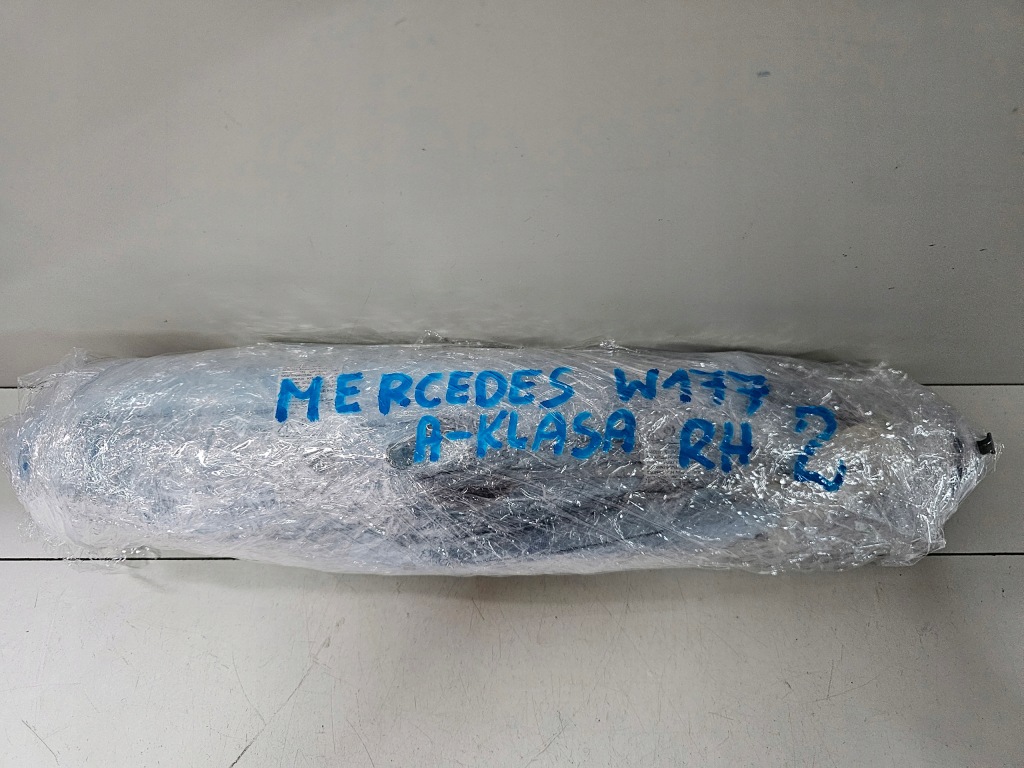 MERCEDES W177
A-KLASA RH 2